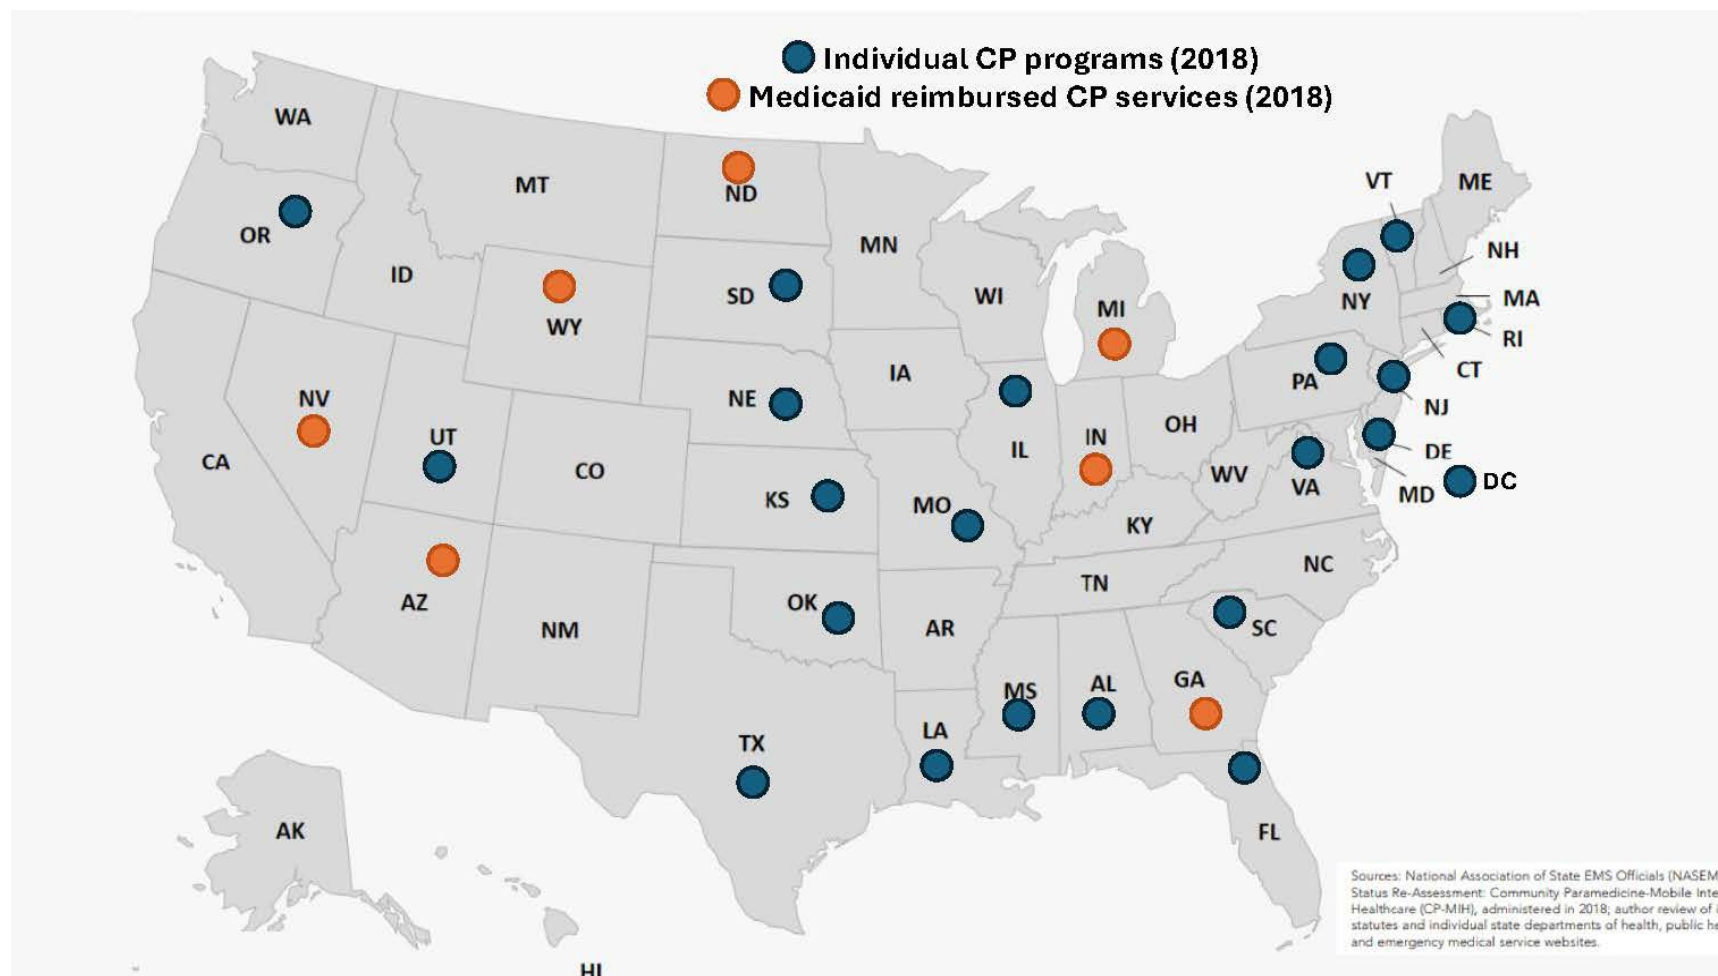 Individual CP programs (2018)
Medicaid reimbursed CP services (2018)
WA
MT
ND
VT
ME
OR
MN
NH
ID
SD
WI
MI
NY
MA
WY
RI
IA
PA
CT
NV
NE
NJ
UT
IL
IN
OH
DE
CA
CO
KS
MO
WV
VA
MD
DC
KY
AZ
OK
TN
NC
NM
AR
SC
MS
AL
GA
TX
LA
AK
FL
HI
Sources: National Association of State EMS Officials (NASEM
Status Re-Assessment: Community Paramedicine-Mobile Inte
Healthcare (CP-MIH), administered in 2018; author review of i
statutes and individual state departments of health, public he
and emergency medical service websites.